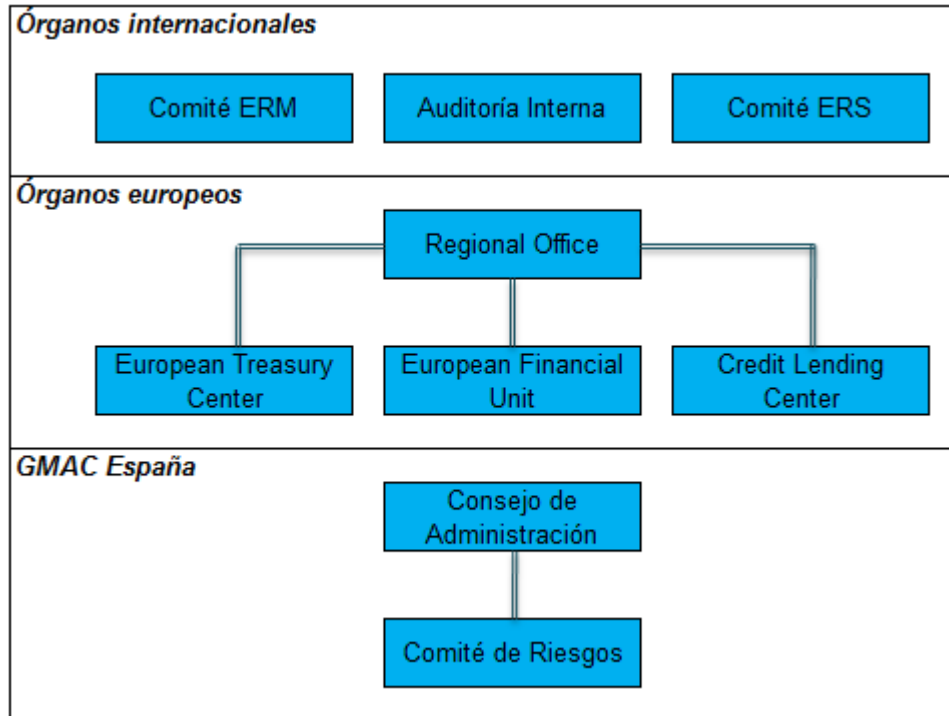 Órganos internacionales
Comité ERM
Auditoría Interna
Comité ERS
Órganos europeos
Regional Office
European Treasury
Center
European Financial
Unit
Credit Lending
Center
GMAC España
Consejo de
Administración
Comité de Riesgos